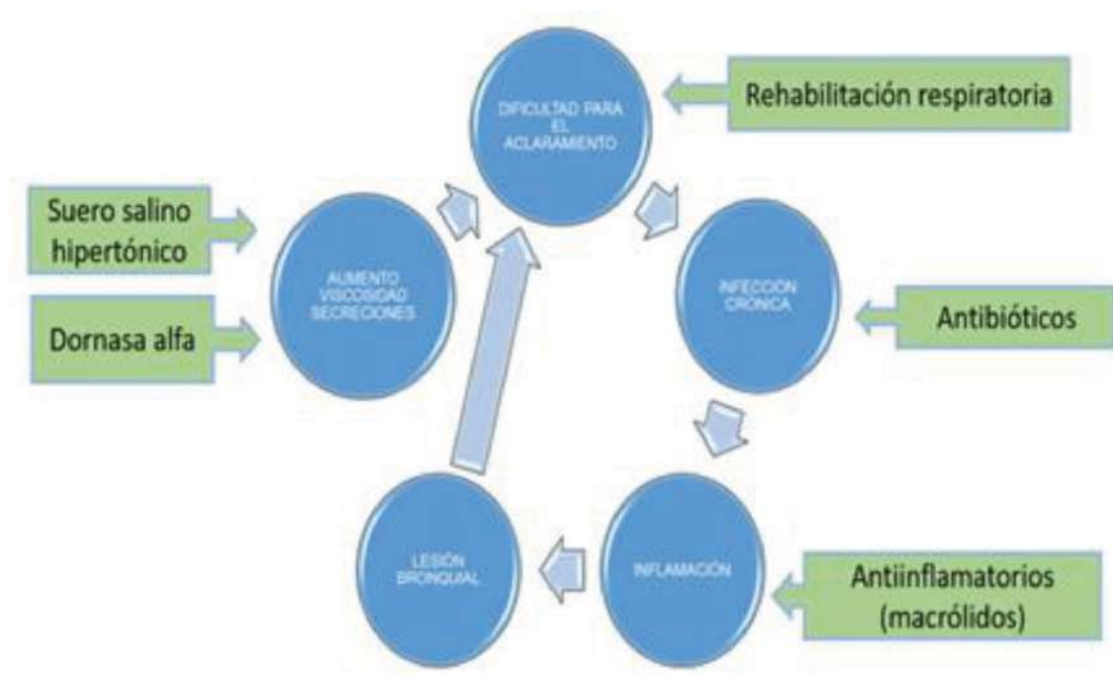 DIFICULTAD PARA
EL
ACLARAMIENTO
Rehabilitación respiratoria
Suero salino
hipertónico
AUMENTO
VISCOSIDAD
SECRECIONES
INFECCIÓN
CRÓNICA
Antibióticos
Dornasa alfa
LESIÓN
BRONQUIAL
INFLAMACIÓN
Antiinflamatorios
(macrólidos)